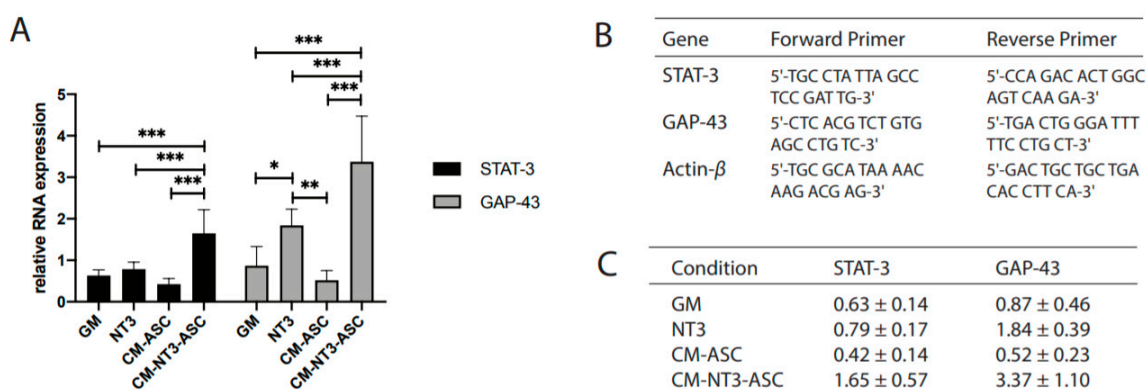 A
relative RNA expression
5
4
3
2
1
0
***
***
***
***
***
***
*
**
GM
NT3
CM-ASC
CM-NT3-ASC
GM
NT3
CM-ASC
CM-NT3-ASC
STAT-3
GAP-43
B
Gene Forward Primer Reverse Primer
STAT-3 5'-TGC CTA TTA GCC 5'-CCA GAC ACT GGC
TCC GAT TG-3' AGT CAA GA-3'
GAP-43 5'-CTC ACG TCT GTG 5'-TGA CTG GGA TTT
AGC CTG TC-3' TTC CTG CT-3'
Actin-β 5'-TGC GCA TAA AAC 5'-GAC TGC TGC TGA
AAG ACG AG-3' CAC CTT CA-3'
C
Condition STAT-3 GAP-43
GM 0.63 ± 0.14 0.87 ± 0.46
NT3 0.79 ± 0.17 1.84 ± 0.39
CM-ASC 0.42 ± 0.14 0.52 ± 0.23
CM-NT3-ASC 1.65 ± 0.57 3.37 ± 1.10